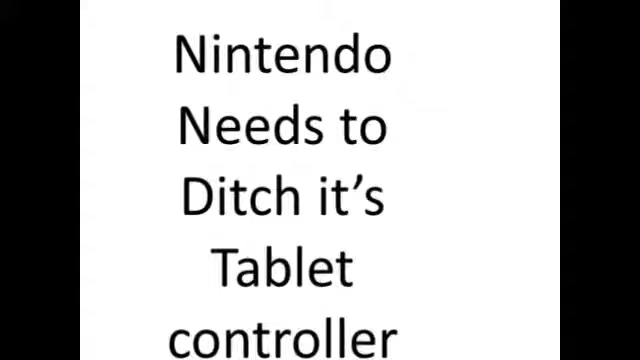 Nintendo
Needs to
Ditch it’s
Tablet
controller